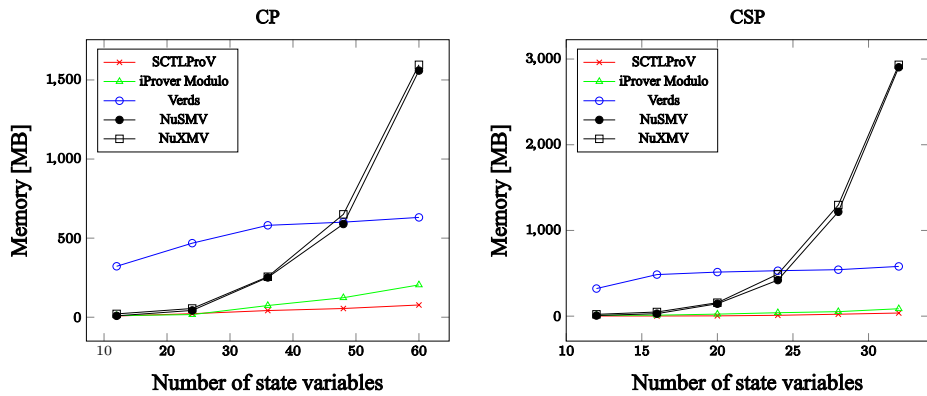 CP
1,500
1,000
500
0
10 20 30 40 50 60
Memory [MB]
Number of state variables
SCTLProV
iProver Modulo
Verds
NuSMV
NuXMV
CSP
3,000
2,000
1,000
0
10 15 20 25 30
Memory [MB]
Number of state variables
SCTLProV
iProver Modulo
Verds
NuSMV
NuXMV